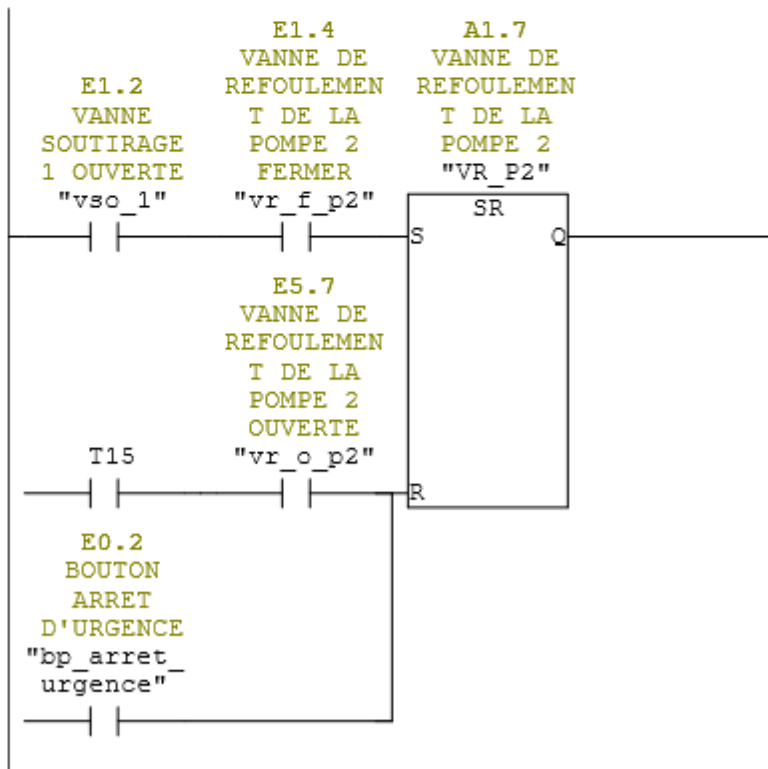 E1.4
VANNE DE
REFOULEMEN
T DE LA
POMPE 2
FERMER
"vr_f_p2"
A1.7
VANNE DE
REFOULEMEN
T DE LA
POMPE 2
"VR_P2"
E1.2
VANNE
SOUTIRAGE
1 OUVERTE
"vso_1"
SR
S
Q
E5.7
VANNE DE
REFOULEMEN
T DE LA
POMPE 2
OUVERTE
"vr_o_p2"
T15
R
E0.2
BOUTON
ARRET
D'URGENCE
"bp_arret_
urgence"